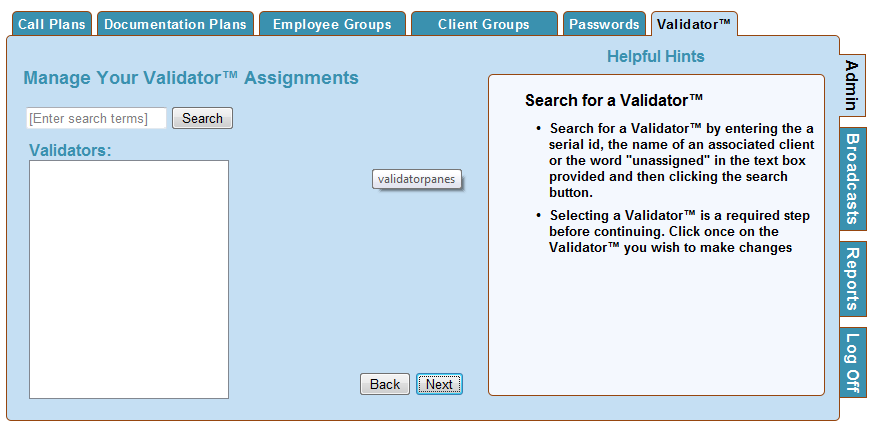 Call Plans
Documentation Plans
Employee Groups
Client Groups
Passwords
Validator™
Helpful Hints
Manage Your Validator™ Assignments
[Enter search terms]
Search
Validators:
validatorpanes
Back
Next
Search for a Validator™
• Search for a Validator™ by entering the a
serial id, the name of an associated client
or the word "unassigned" in the text box
provided and then clicking the search
button.
• Selecting a Validator™ is a required step
before continuing. Click once on the
Validator™ you wish to make changes
Admin
Broadcasts
Reports
Log Off